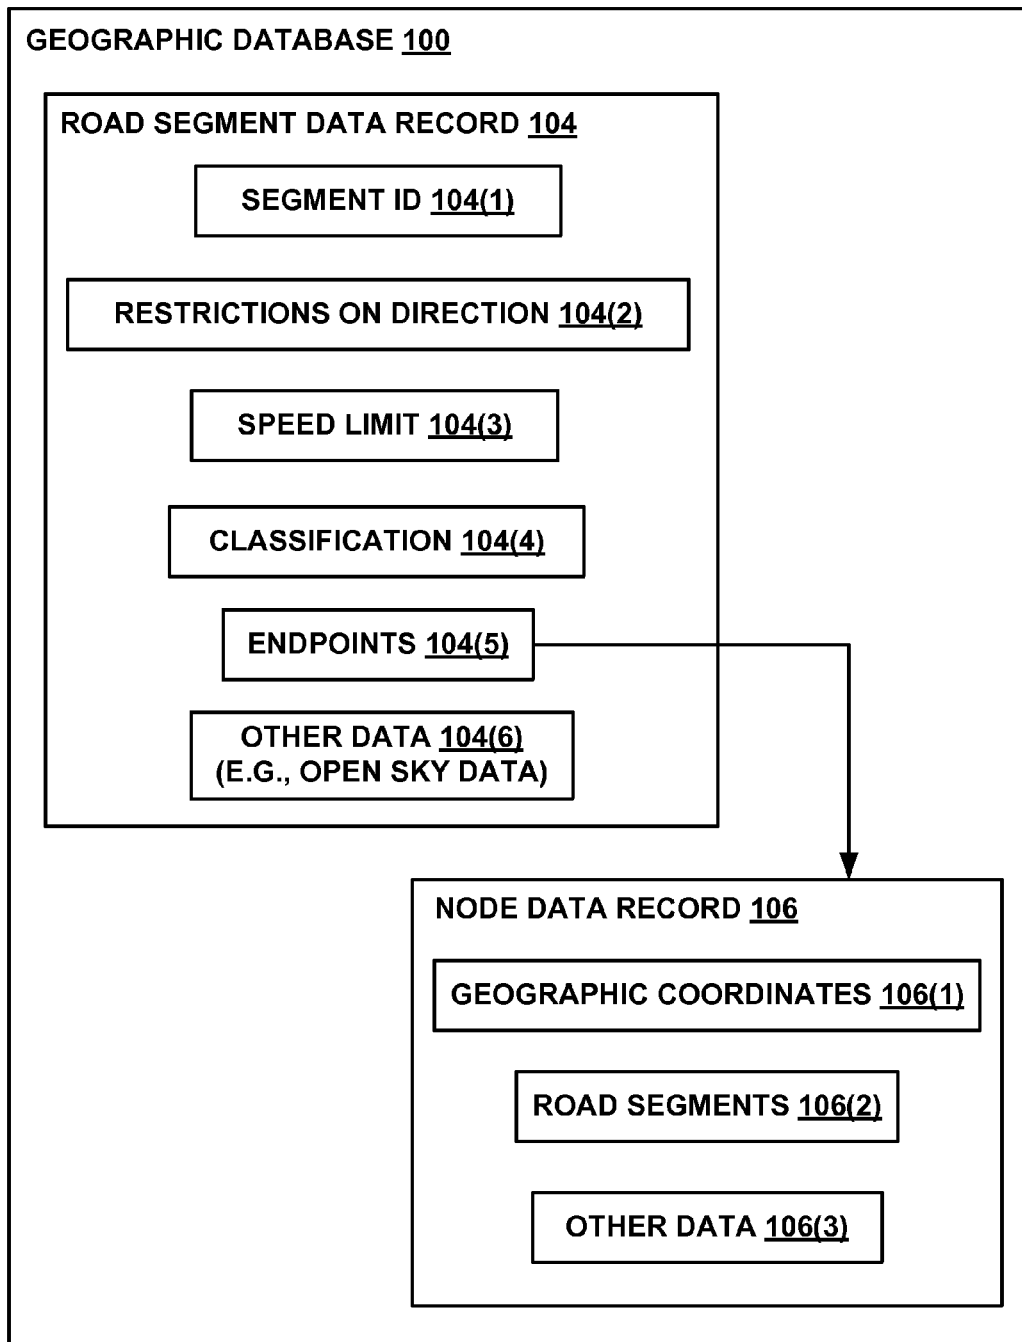 GEOGRAPHIC DATABASE 100
ROAD SEGMENT DATA RECORD 104
SEGMENT ID 104(1)
RESTRICTIONS ON DIRECTION 104(2)
SPEED LIMIT 104(3)
CLASSIFICATION 104(4)
ENDPOINTS 104(5)
OTHER DATA 104(6)
(E.G., OPEN SKY DATA)
NODE DATA RECORD 106
GEOGRAPHIC COORDINATES 106(1)
ROAD SEGMENTS 106(2)
OTHER DATA 106(3)